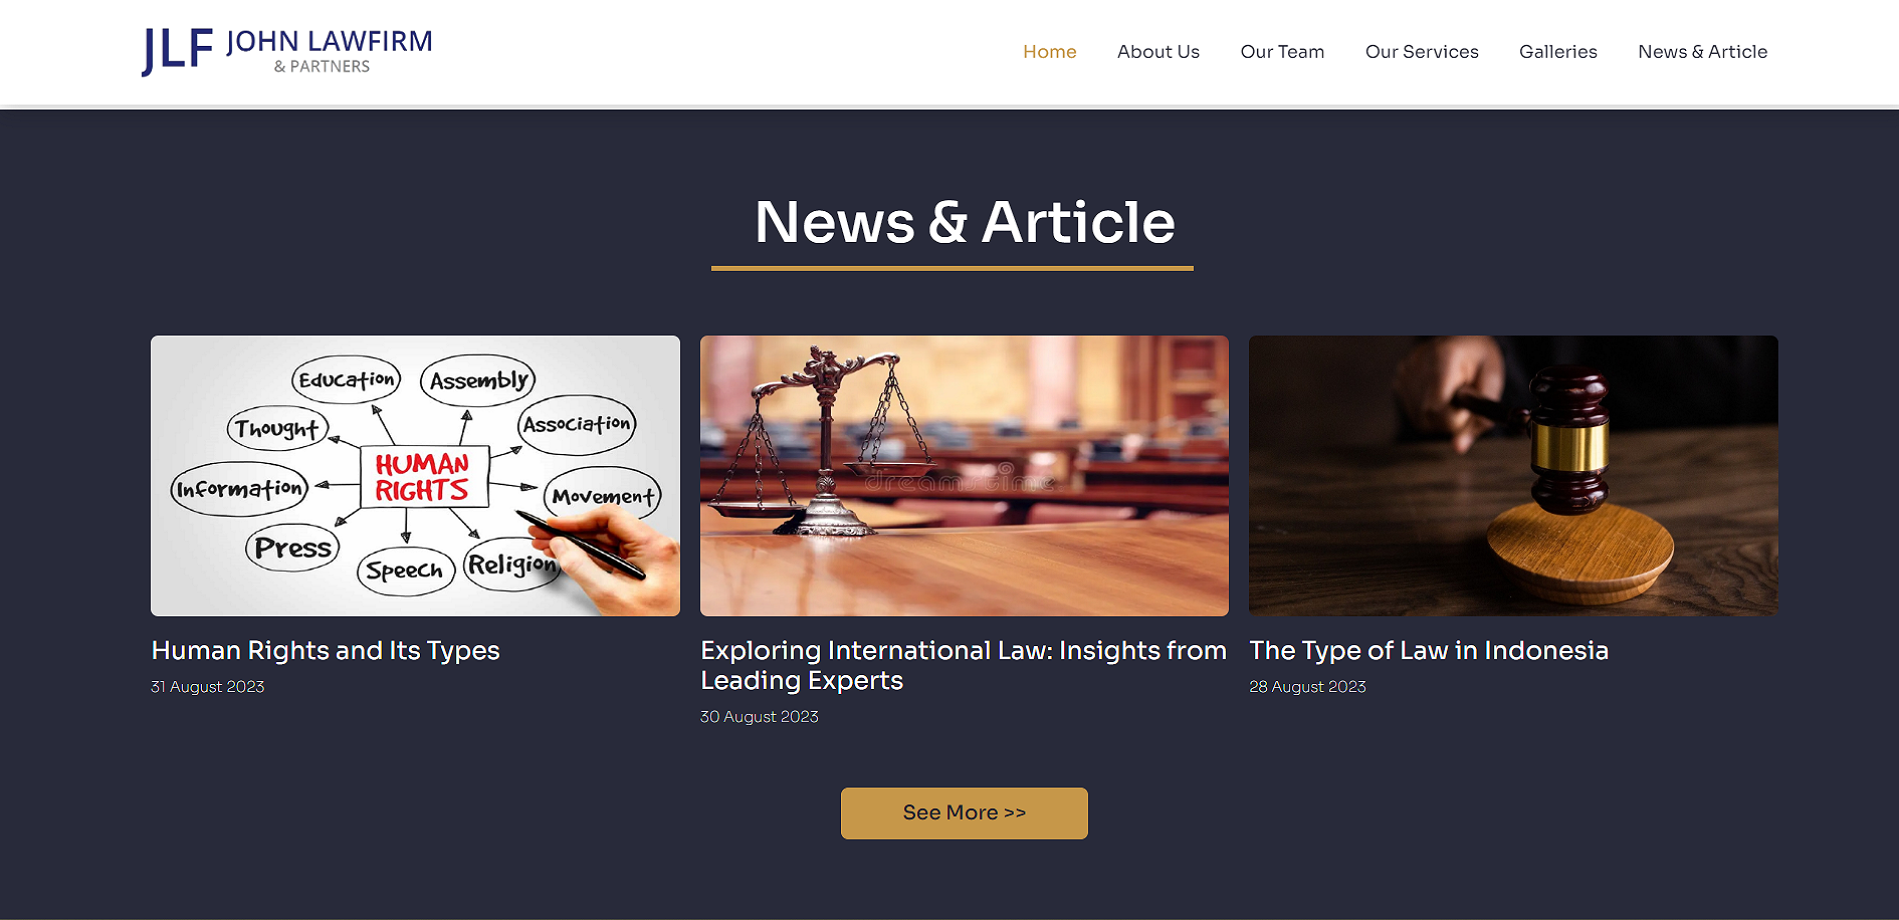 JLF JOHN LAWFIRM
& PARTNERS
Home About Us Our Team Our Services Galleries News & Article
News & Article
Education
Assembly
Thought
Association
HUMAN
RIGHTS
Information
Movement
Press
Speech
Religion
dreamstime
Human Rights and Its Types
31 August 2023
Exploring International Law: Insights from
Leading Experts
30 August 2023
The Type of Law in Indonesia
28 August 2023
See More >>